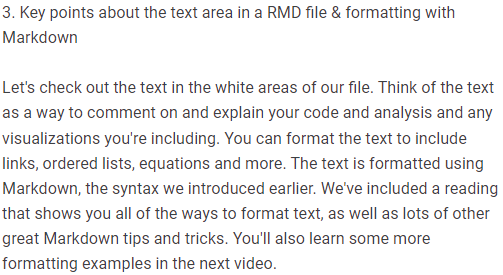 3. Key points about the text area in a RMD file & formatting with
Markdown
Let's check out the text in the white areas of our file. Think of the text
as a way to comment on and explain your code and analysis and any
visualizations you're including. You can format the text to include
links, ordered lists, equations and more. The text is formatted using
Markdown, the syntax we introduced earlier. We've included a reading
that shows you all of the ways to format text, as well as lots of other
great Markdown tips and tricks. You'll also learn some more
formatting examples in the next video.